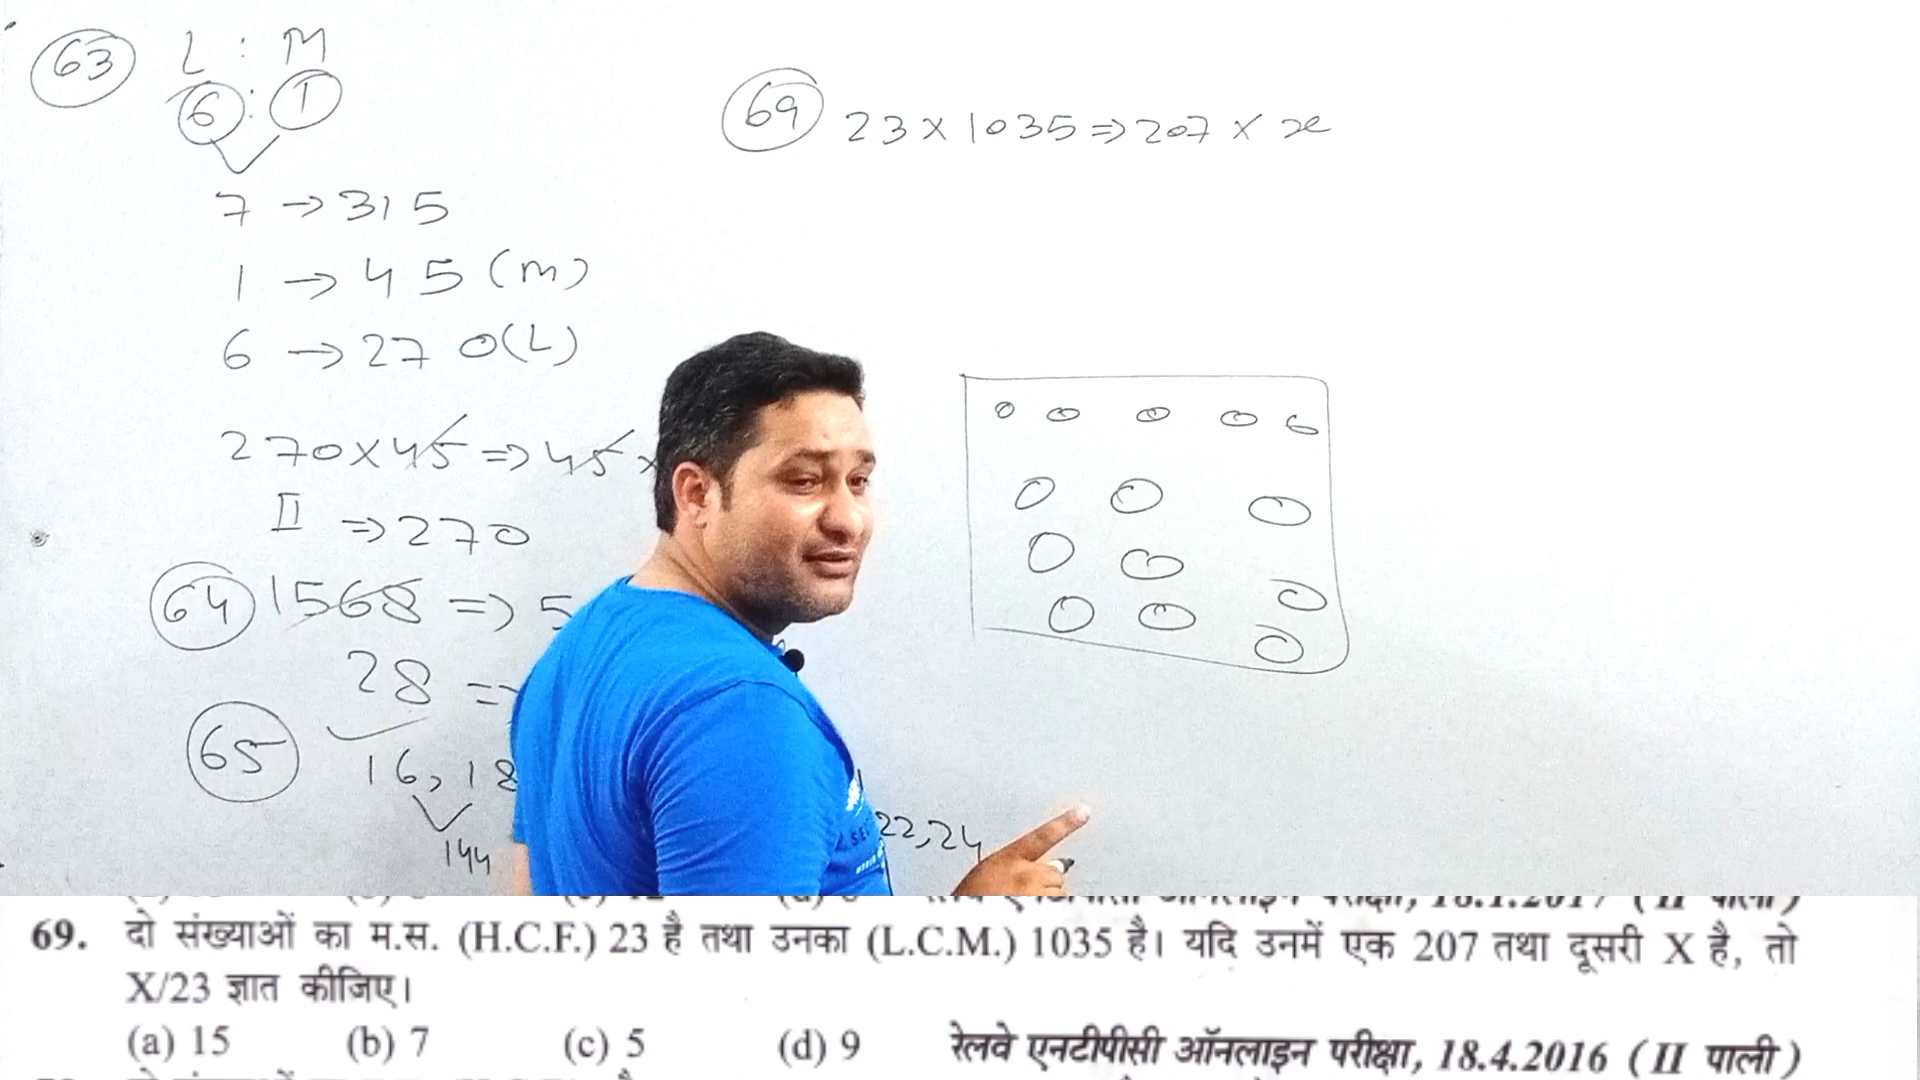 63 L : M
6 : 1
7 → 315
1 → 45 (m)
6 → 270(L)
270 × 45 ⇒ 45 ×
II ⇒ 270
64 1568 ⇒ 5
28 ⇒
65 16, 18
144
22, 24
69 23 × 1035 ⇒ 207 × x
69. दो संख्याओं का म.स. (H.C.F.) 23 है तथा उनका (L.C.M.) 1035 है। यदि उनमें एक 207 तथा दूसरी X है, तो
X/23 ज्ञात कीजिए।
(a) 15 (b) 7 (c) 5 (d) 9 रेलवे एनटीपीसी ऑनलाइन परीक्षा, 18.4.2016 (II पाली)